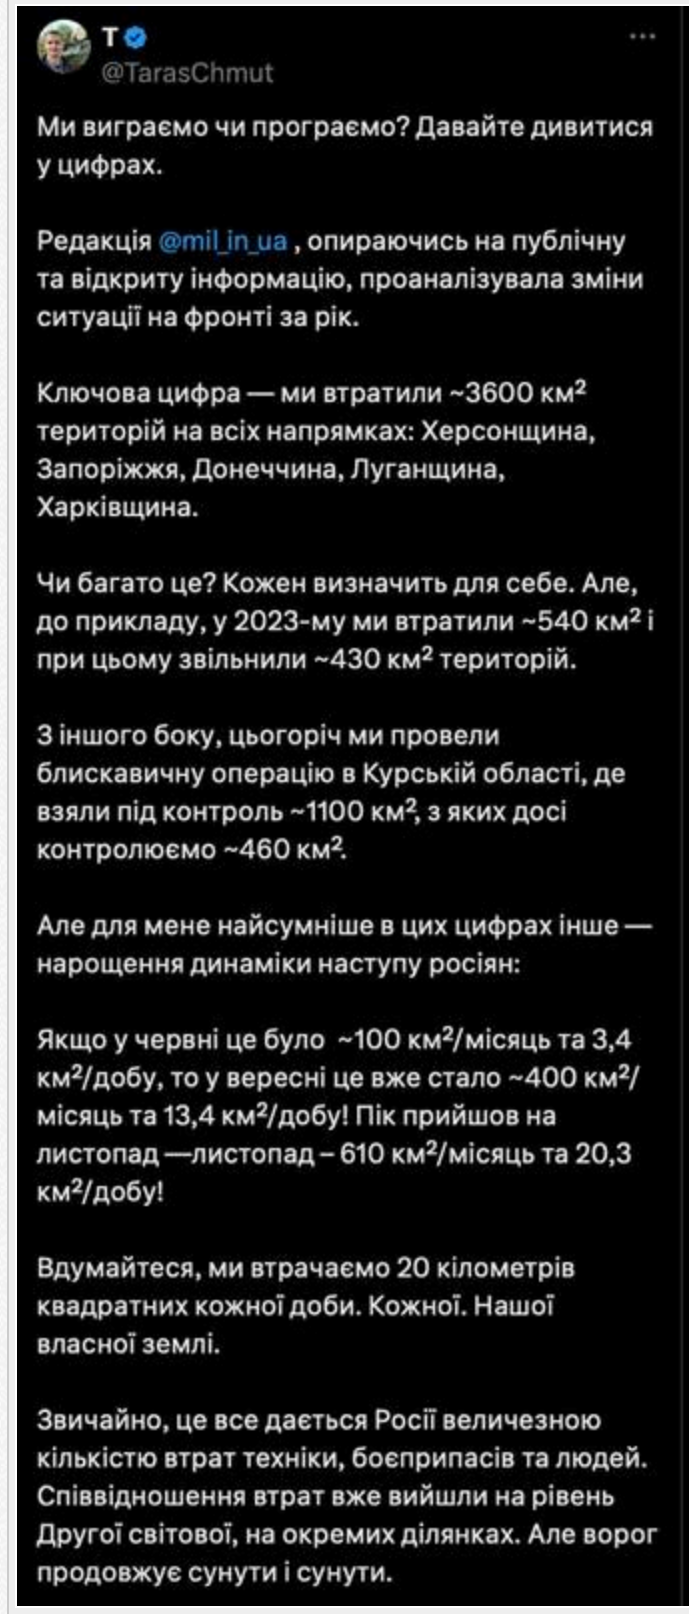 T
@TarasChmut
Ми виграємо чи програємо? Давайте дивитися
у цифрах.
Редакція @mil_in_ua , опираючись на публічну
та відкриту інформацію, проаналізувала зміни
ситуації на фронті за рік.
Ключова цифра — ми втратили ~3600 км²
територій на всіх напрямках: Херсонщина,
Запоріжжя, Донеччина, Луганщина,
Харківщина.
Чи багато це? Кожен визначить для себе. Але,
до прикладу, у 2023-му ми втратили ~540 км² і
при цьому звільнили ~430 км² територій.
З іншого боку, цьогоріч ми провели
блискавичну операцію в Курській області, де
взяли під контроль ~1100 км², з яких досі
контролюємо ~460 км².
Але для мене найсумніше в цих цифрах інше —
нарощення динаміки наступу росіян:
Якщо у червні це було ~100 км²/місяць та 3,4
км²/добу, то у вересні це вже стало ~400 км²/
місяць та 13,4 км²/добу! Пік прийшов на
листопад —листопад – 610 км²/місяць та 20,3
км²/добу!
Вдумайтеся, ми втрачаємо 20 кілометрів
квадратних кожної доби. Кожної. Нашої
власної землі.
Звичайно, це все дається Росії величезною
кількістю втрат техніки, боєприпасів та людей.
Співвідношення втрат вже вийшли на рівень
Другої світової, на окремих ділянках. Але ворог
продовжує сунути і сунути.